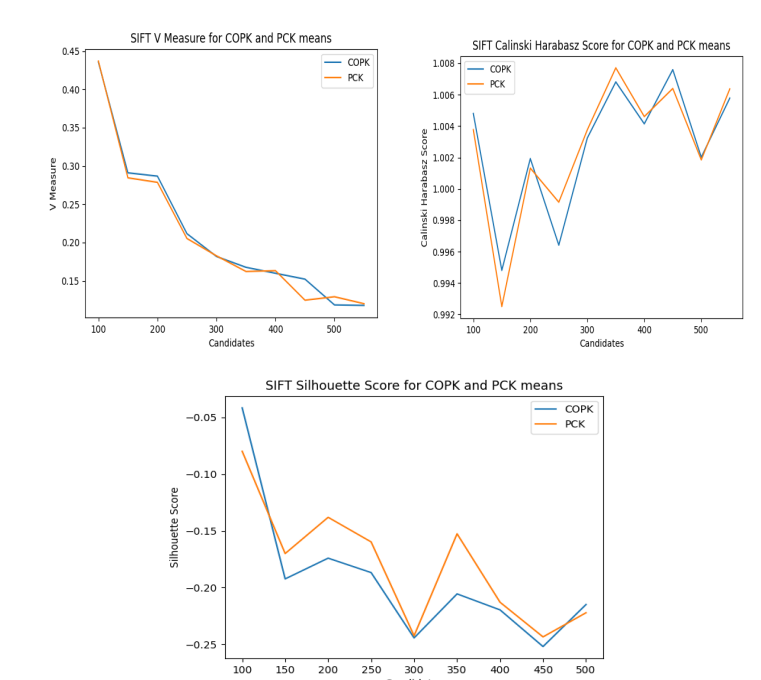 SIFT V Measure for COPK and PCK means
0.45
0.40
0.35
0.30
0.25
0.20
0.15
V Measure
COPK
PCK
100 200 300 400 500
Candidates
SIFT Calinski Harabasz Score for COPK and PCK means
1.008
1.006
1.004
1.002
1.000
0.998
0.996
0.994
0.992
Calinski Harabasz Score
COPK
PCK
100 200 300 400 500
Candidates
SIFT Silhouette Score for COPK and PCK means
−0.05
−0.10
−0.15
−0.20
−0.25
Silhouette Score
COPK
PCK
100 150 200 250 300 350 400 450 500